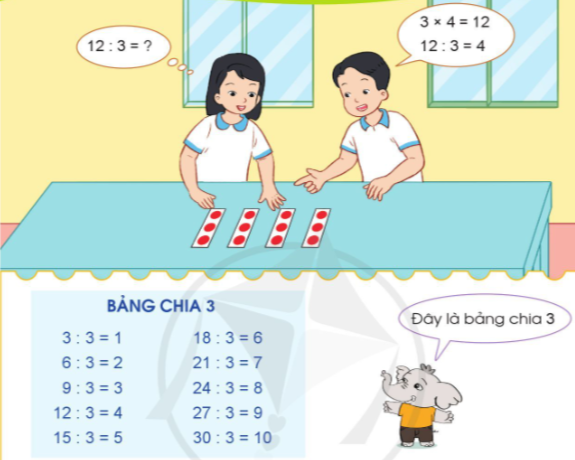 12 : 3 = ?
3 × 4 = 12
12 : 3 = 4
BẢNG CHIA 3
3 : 3 = 1
6 : 3 = 2
9 : 3 = 3
12 : 3 = 4
15 : 3 = 5
18 : 3 = 6
21 : 3 = 7
24 : 3 = 8
27 : 3 = 9
30 : 3 = 10
Đây là bảng chia 3